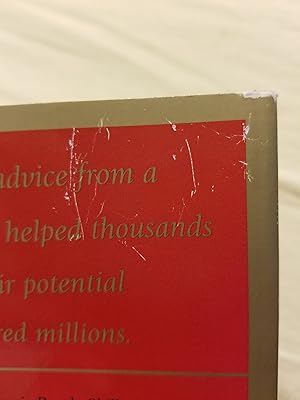 advice from a
helped thousands
ir potential
red millions.